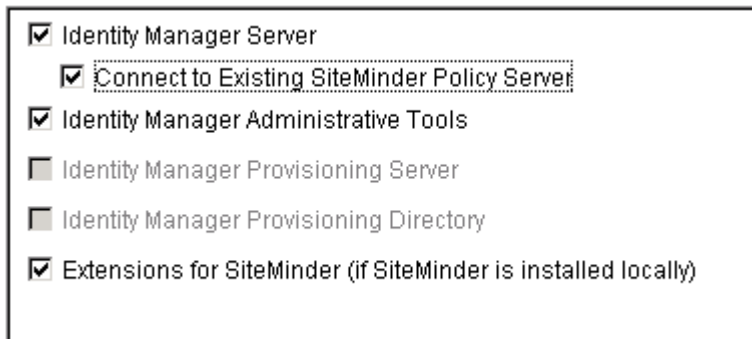 Identity Manager Server
Connect to Existing SiteMinder Policy Server
Identity Manager Administrative Tools
Identity Manager Provisioning Server
Identity Manager Provisioning Directory
Extensions for SiteMinder (if SiteMinder is installed locally)